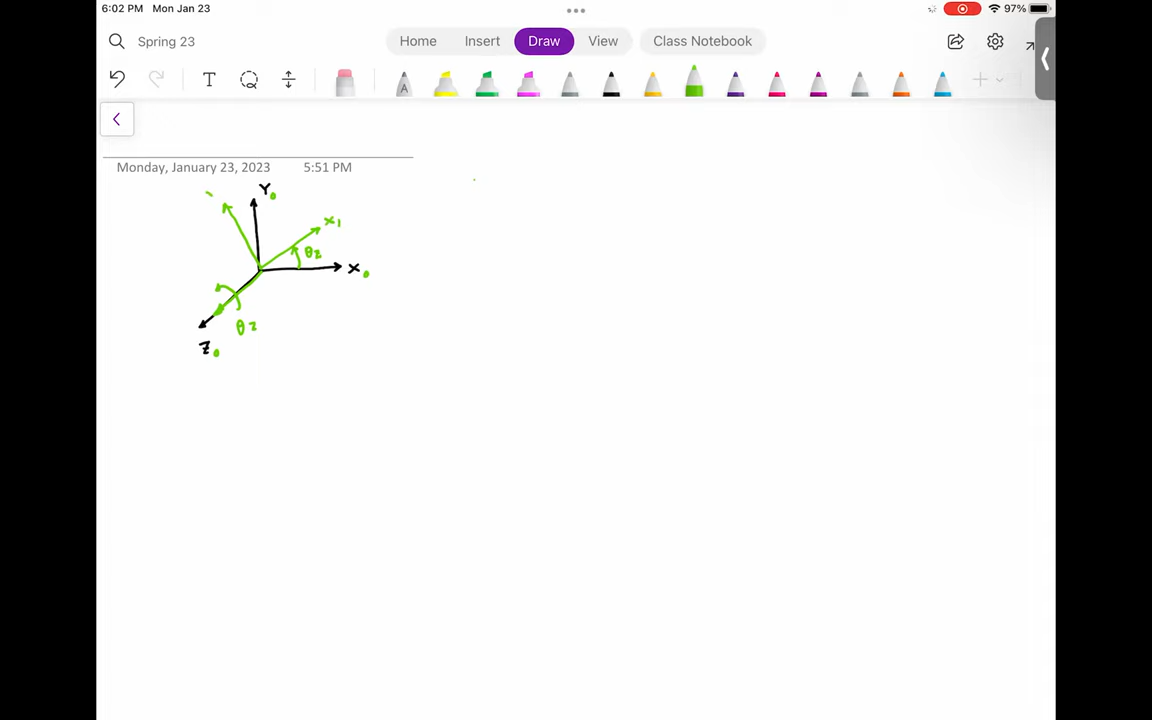 6:02 PM Mon Jan 23
97%
Spring 23
Home Insert Draw View Class Notebook
T
A
Monday, January 23, 2023 5:51 PM
Y0
X1
θz
X0
θz
Z0